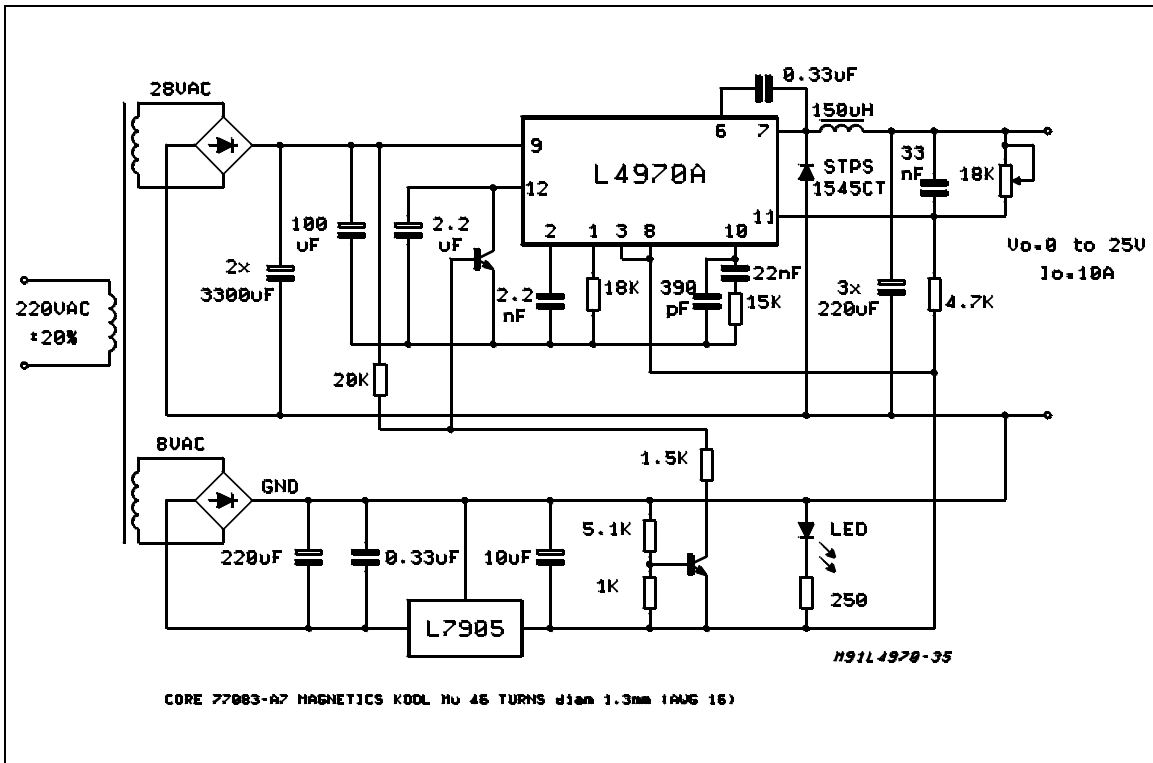 0.33uF
28VAC
150uH
6 7
9
L4970A
STPS
1545CT
33
nF
18K
12
11
100
uF
2.2
uF
2 1 3 8 10
Vo=0 to 25V
Io=10A
2x
3300uF
22nF
2.2
nF
18K
390
pF
15K
3x
220uF
4.7K
220VAC
±20%
20K
8VAC
1.5K
GND
5.1K
LED
220uF
0.33uF
10uF
1K
250
L7905
M91L4970-35
CORE 77083-A7 MAGNETICS KOOL Mu 46 TURNS diam 1.3mm (AWG 16)